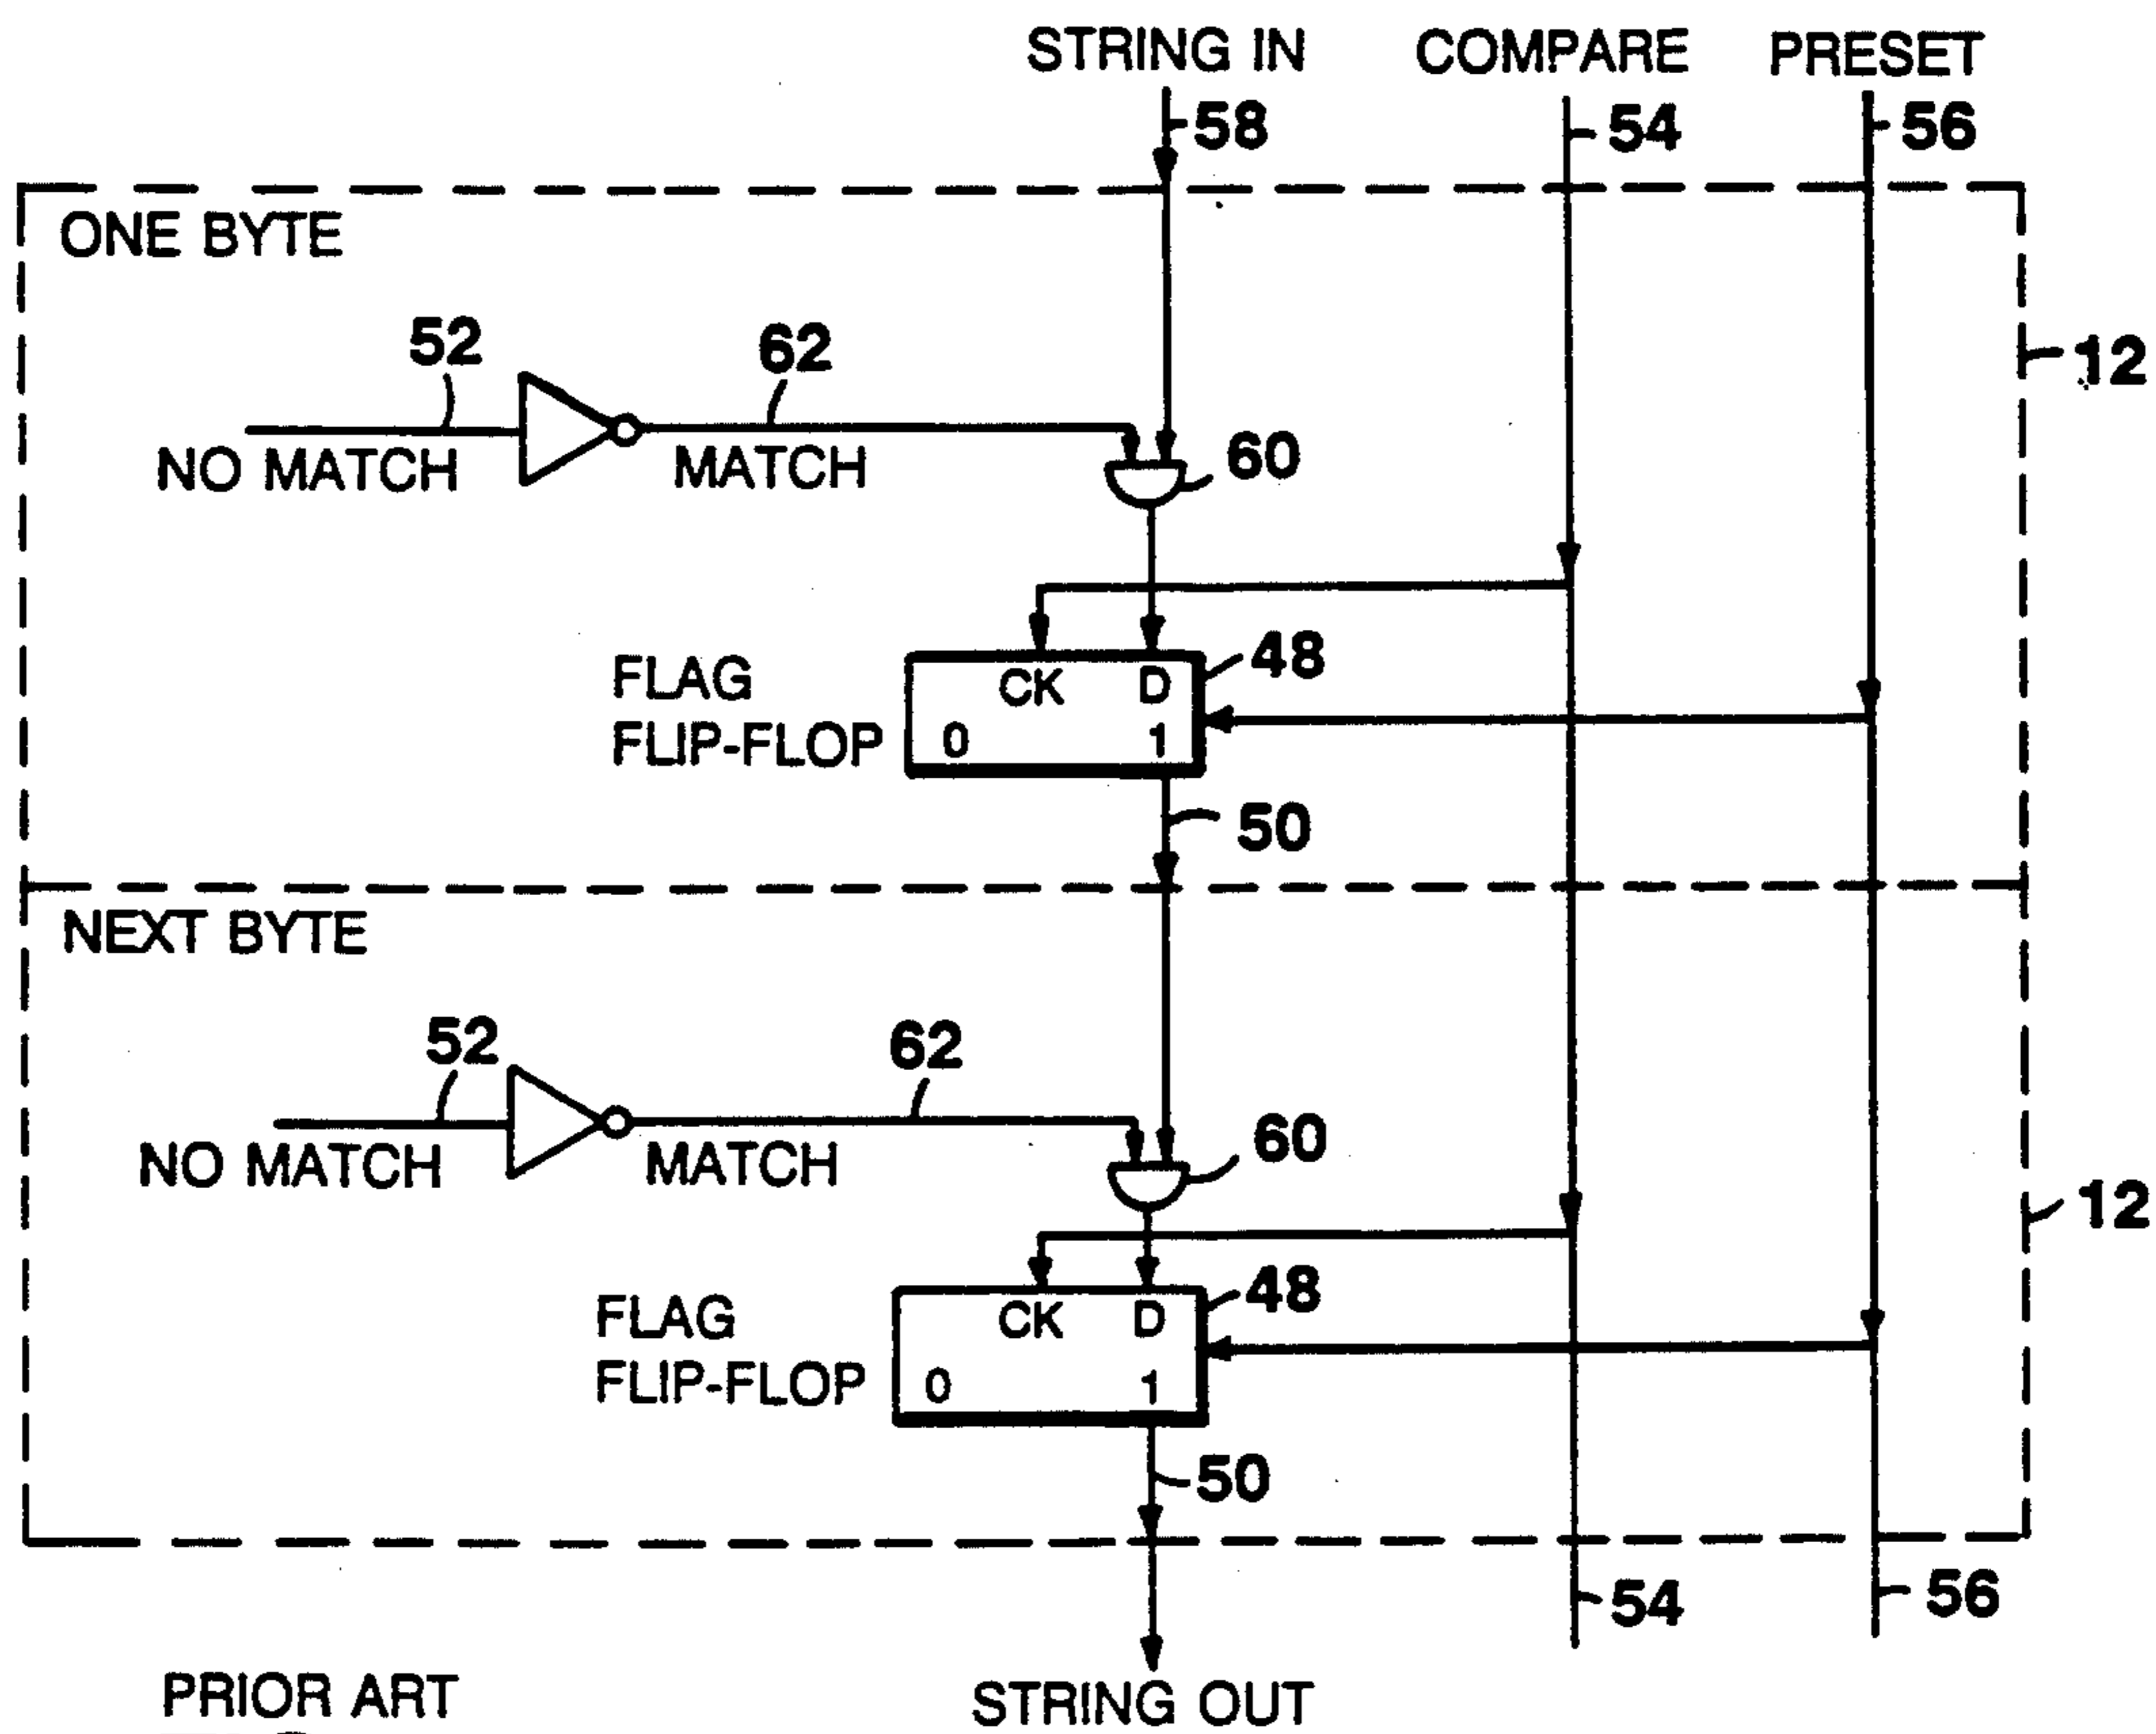 STRING IN COMPARE PRESET
58 54 56
ONE BYTE
52 62 12
NO MATCH MATCH 60
FLAG
FLIP-FLOP
CK D 48
0 1
50
NEXT BYTE
52 62
NO MATCH MATCH 60
12
FLAG
FLIP-FLOP
CK D 48
0 1
50
54 56
PRIOR ART STRING OUT